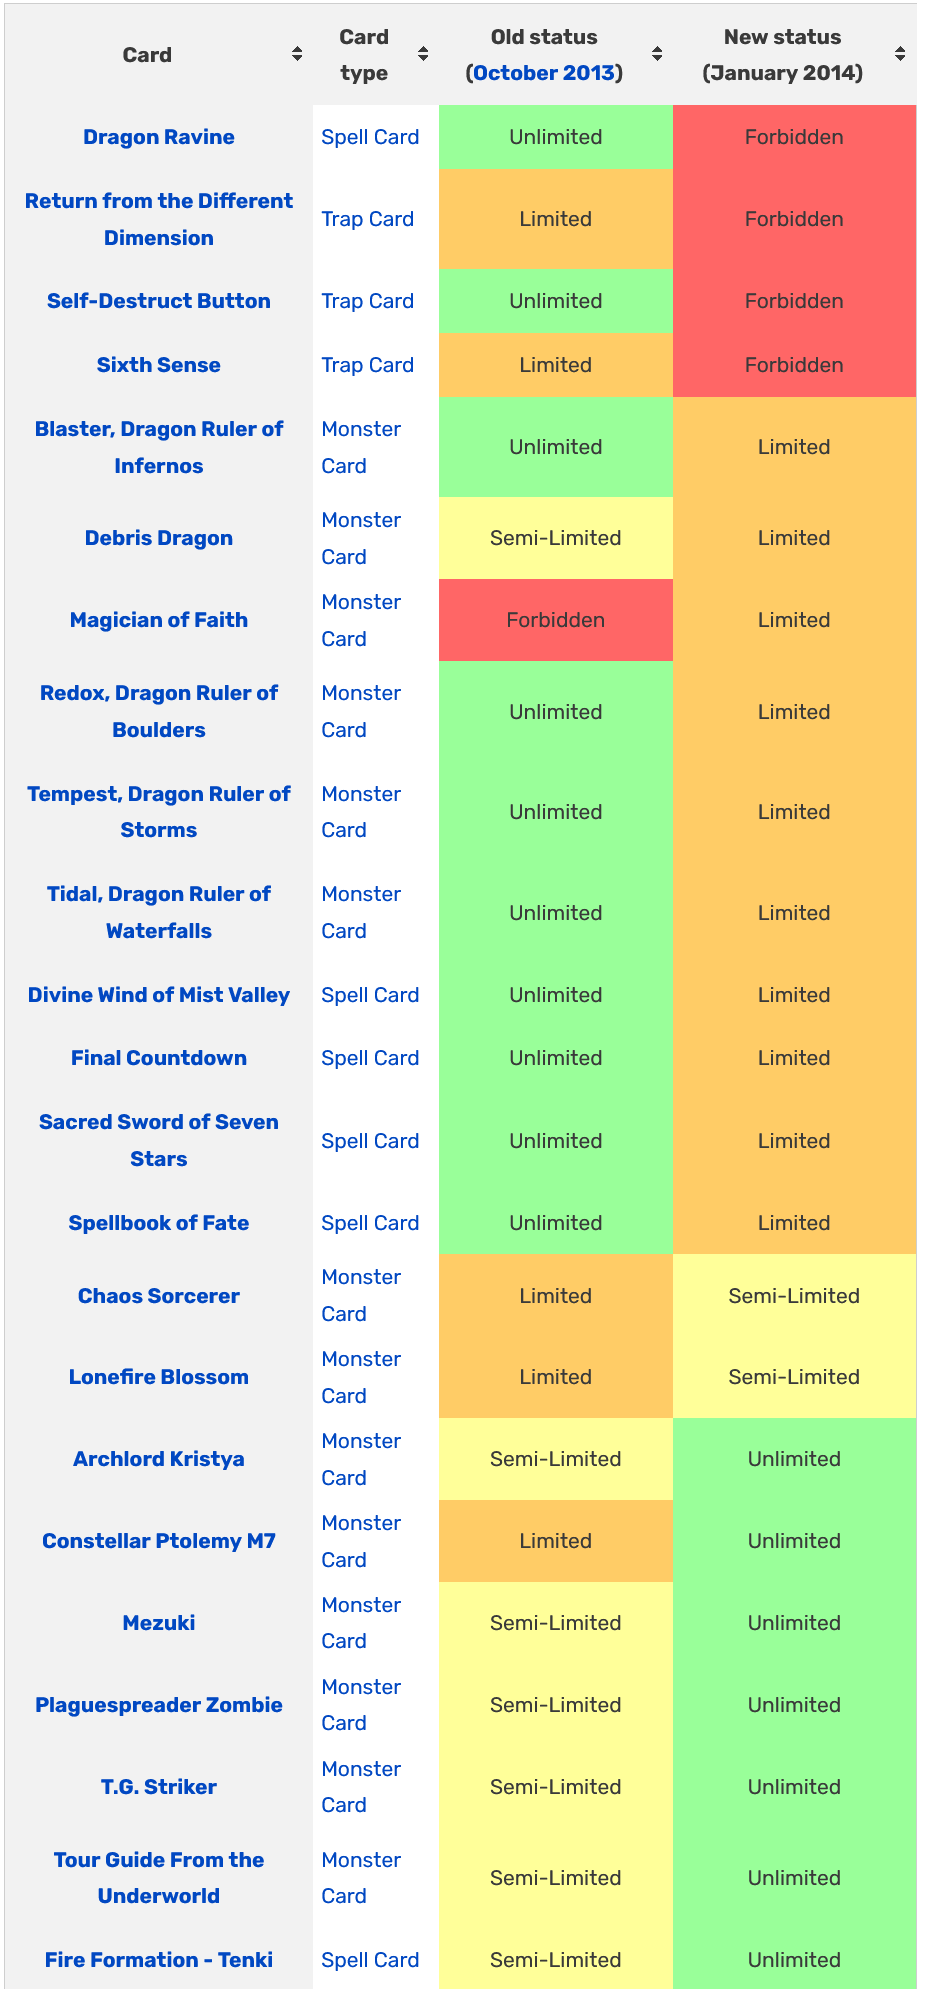 Card
Card type
Old status (October 2013)
New status (January 2014)
Dragon Ravine Spell Card Unlimited Forbidden
Return from the Different Dimension Trap Card Limited Forbidden
Self-Destruct Button Trap Card Unlimited Forbidden
Sixth Sense Trap Card Limited Forbidden
Blaster, Dragon Ruler of Infernos Monster Card Unlimited Limited
Debris Dragon Monster Card Semi-Limited Limited
Magician of Faith Monster Card Forbidden Limited
Redox, Dragon Ruler of Boulders Monster Card Unlimited Limited
Tempest, Dragon Ruler of Storms Monster Card Unlimited Limited
Tidal, Dragon Ruler of Waterfalls Monster Card Unlimited Limited
Divine Wind of Mist Valley Spell Card Unlimited Limited
Final Countdown Spell Card Unlimited Limited
Sacred Sword of Seven Stars Spell Card Unlimited Limited
Spellbook of Fate Spell Card Unlimited Limited
Chaos Sorcerer Monster Card Limited Semi-Limited
Lonefire Blossom Monster Card Limited Semi-Limited
Archlord Kristya Monster Card Semi-Limited Unlimited
Constellar Ptolemy M7 Monster Card Limited Unlimited
Mezuki Monster Card Semi-Limited Unlimited
Plaguespreader Zombie Monster Card Semi-Limited Unlimited
T.G. Striker Monster Card Semi-Limited Unlimited
Tour Guide From the Underworld Monster Card Semi-Limited Unlimited
Fire Formation - Tenki Spell Card Semi-Limited Unlimited